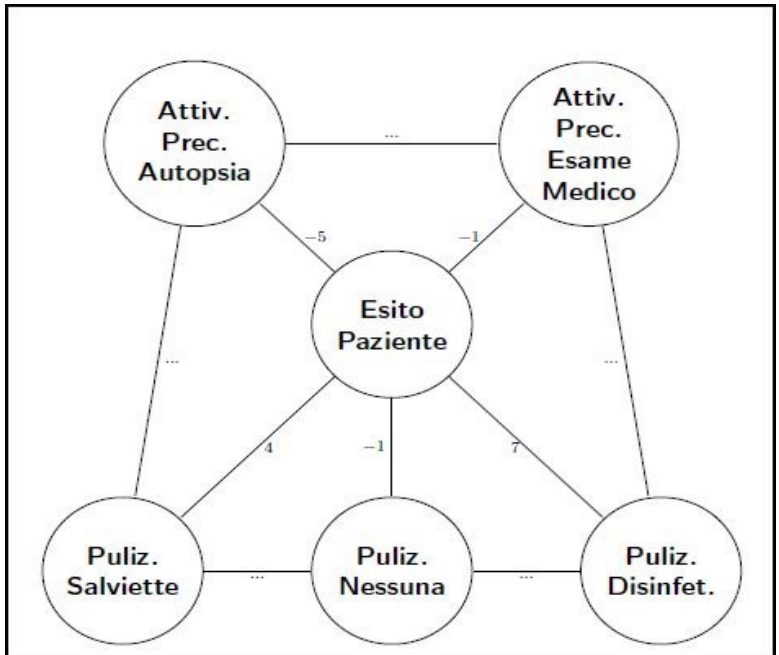 Attiv.
Prec.
Autopsia
...
Attiv.
Prec.
Esame
Medico
−5
−1
Esito
Paziente
...
...
4
−1
7
Puliz.
Salviette
...
Puliz.
Nessuna
...
Puliz.
Disinfet.